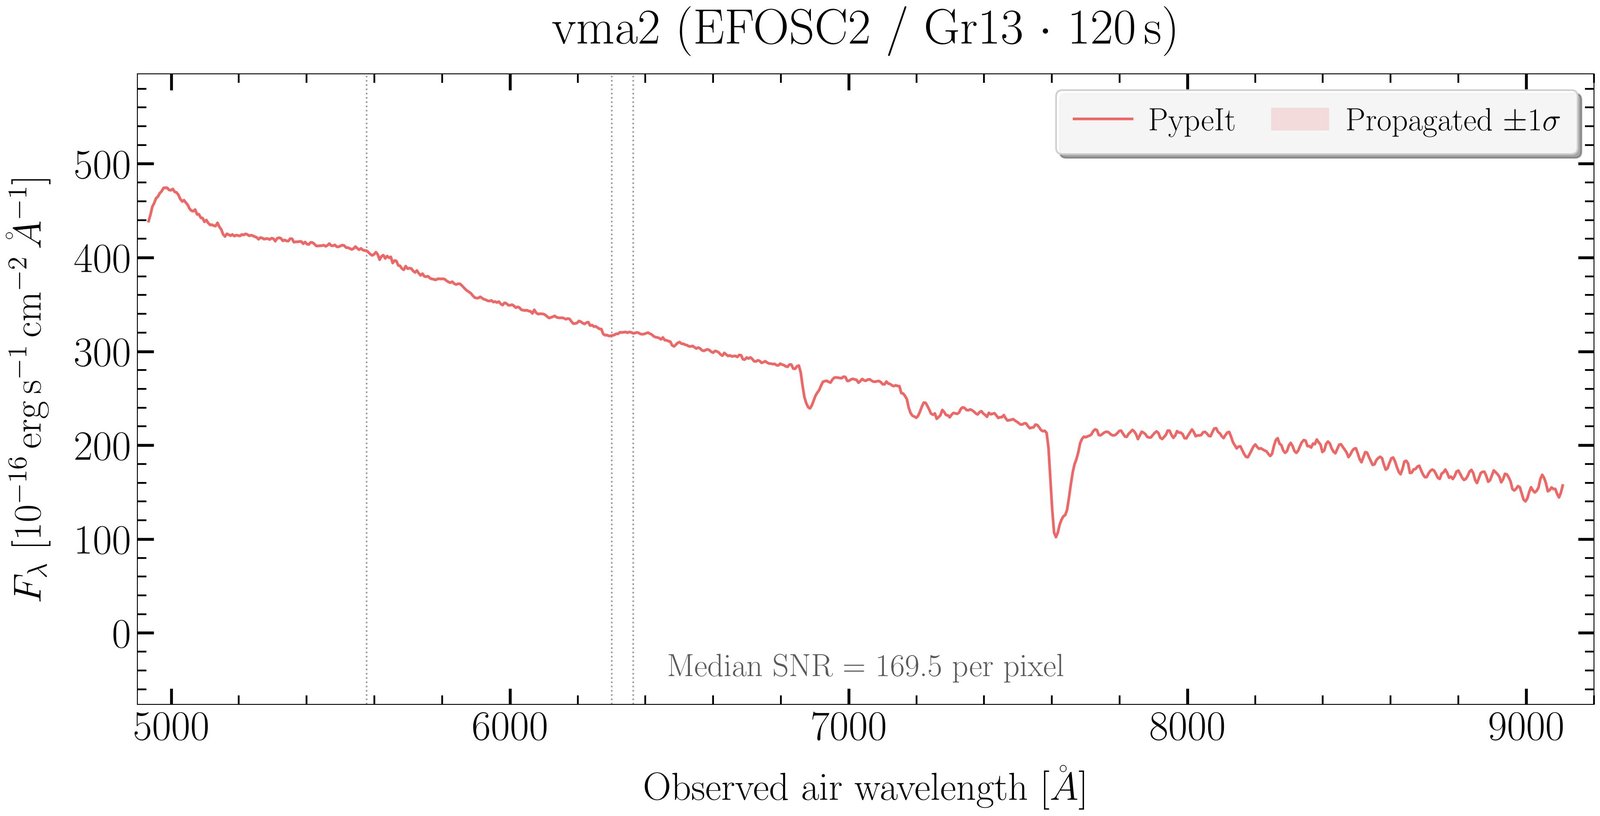 vma2 (EFOSC2 / Gr13 · 120 s)
PypeIt Propagated ±1σ
500
400
300
200
100
0
F_λ [10⁻¹⁶ erg s⁻¹ cm⁻² Å⁻¹]
Median SNR = 169.5 per pixel
5000 6000 7000 8000 9000
Observed air wavelength [Å]